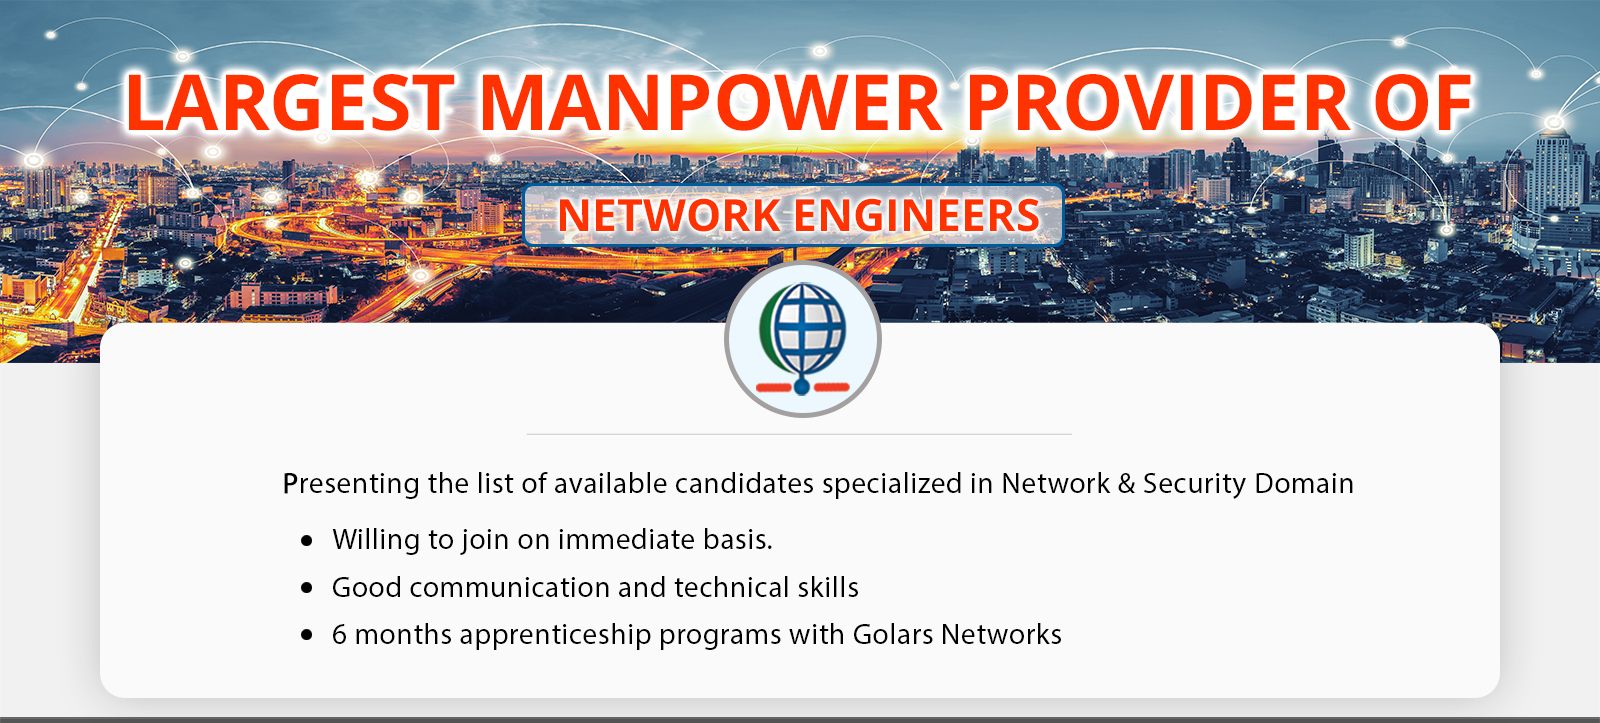 LARGEST MANPOWER PROVIDER OF
NETWORK ENGINEERS
Presenting the list of available candidates specialized in Network & Security Domain
• Willing to join on immediate basis.
• Good communication and technical skills
• 6 months apprenticeship programs with Golars Networks